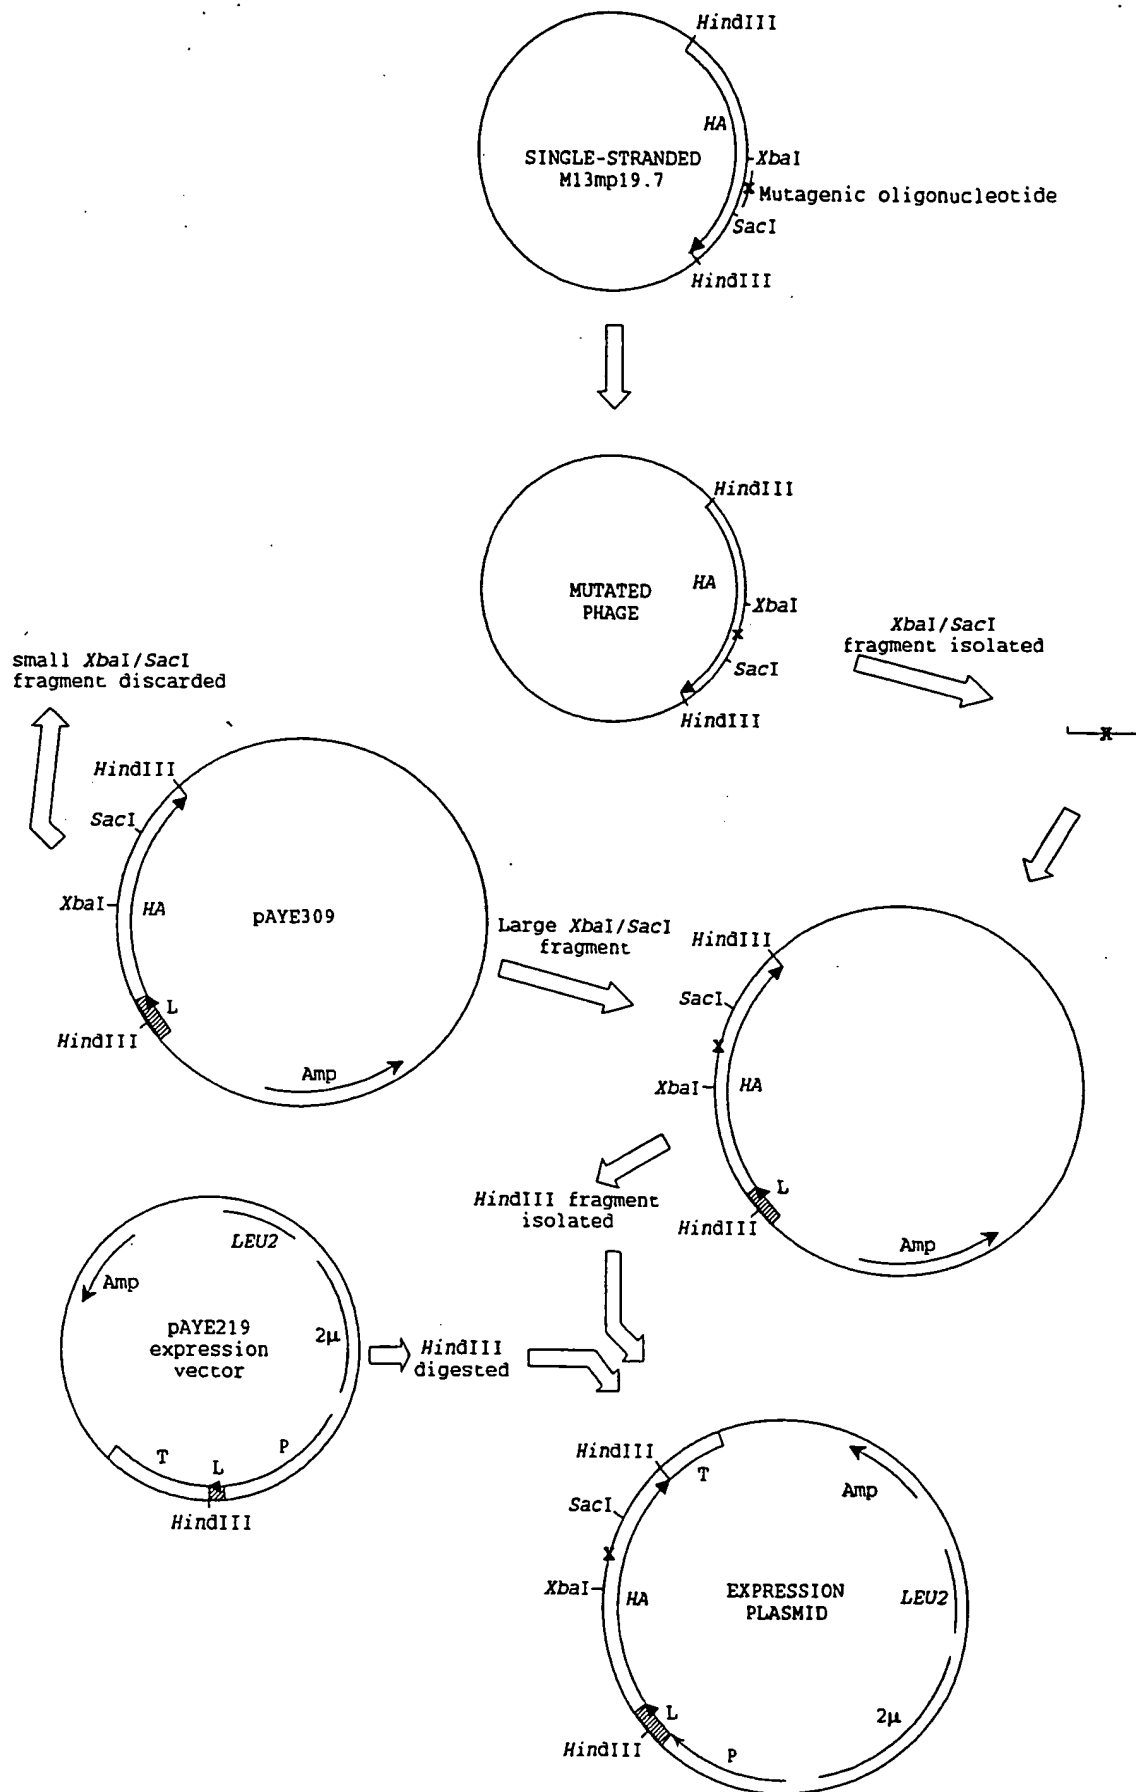 HindIII
HA
SINGLE-STRANDED
M13mp19.7
XbaI
x
Mutagenic oligonucleotide
SacI
HindIII
HindIII
MUTATED
PHAGE
HA
XbaI
x
SacI
HindIII
XbaI/SacI
fragment isolated
x
small XbaI/SacI
fragment discarded
HindIII
SacI
XbaI
HA
pAYE309
L
HindIII
Amp
Large XbaI/SacI
fragment
HindIII
SacI
x
XbaI
HA
L
HindIII
Amp
HindIII fragment
isolated
LEU2
Amp
pAYE219
expression
vector
2µ
T
L
P
HindIII
HindIII
digested
HindIII
T
SacI
Amp
x
XbaI
HA
EXPRESSION
PLASMID
LEU2
L
2µ
HindIII
P